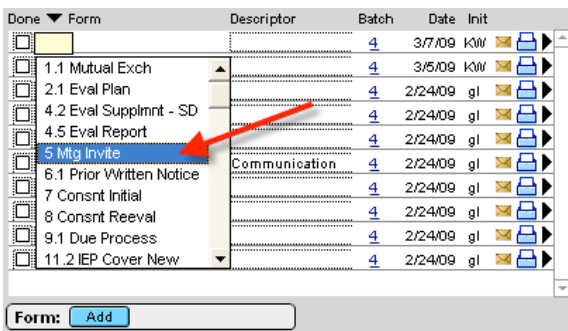 Done Form Descriptor Batch Date Init
4 3/7/09 KW
1.1 Mutual Exch 4 3/5/09 KW
2.1 Eval Plan 4 2/24/09 gl
4.2 Eval Supplmnt - SD 4 2/24/09 gl
4.5 Eval Report 4 2/24/09 gl
5 Mtg Invite Communication 4 2/24/09 gl
6.1 Prior Written Notice 4 2/24/09 gl
7 Consnt Initial 4 2/24/09 gl
8 Consnt Reeval 4 2/24/09 gl
9.1 Due Process 4 2/24/09 gl
11.2 IEP Cover New
Form: Add